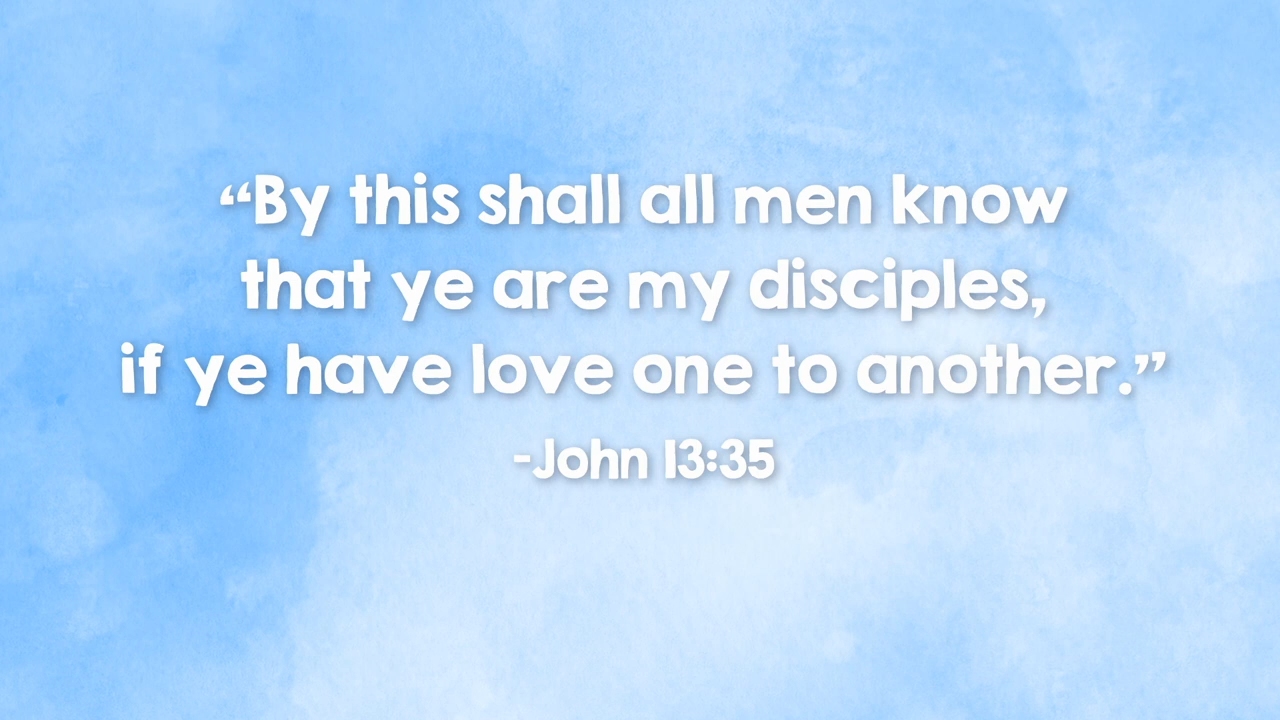 “By this shall all men know
that ye are my disciples,
if ye have love one to another.”
-John 13:35